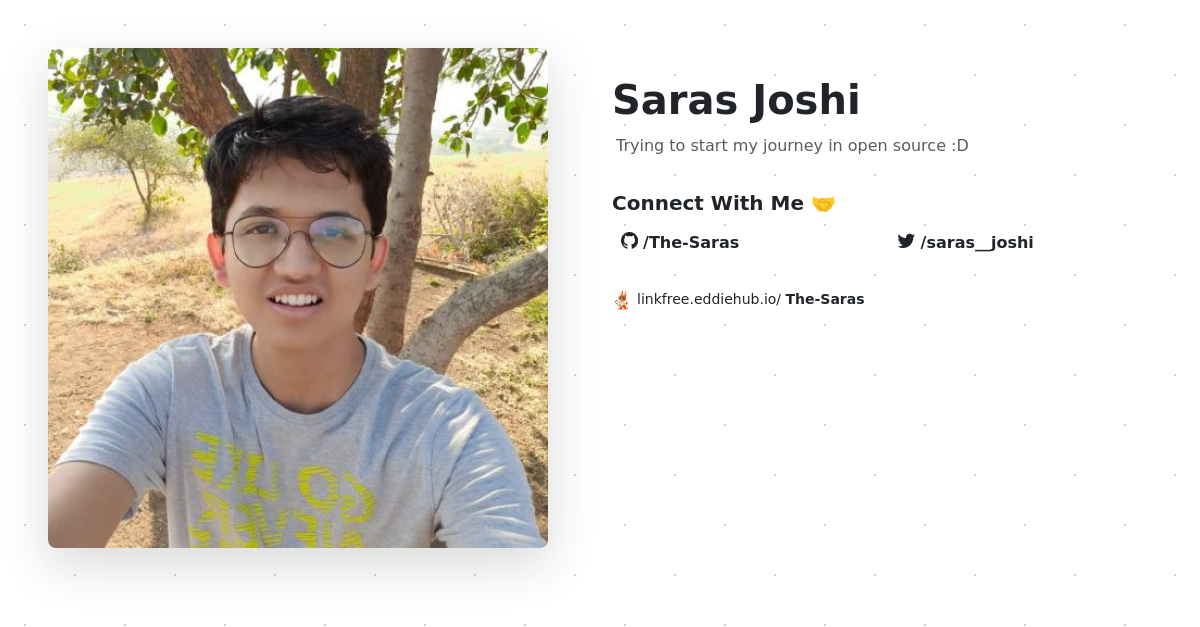 Saras Joshi
Trying to start my journey in open source :D
Connect With Me 🤝
/The-Saras
/saras__joshi
linkfree.eddiehub.io/ The-Saras